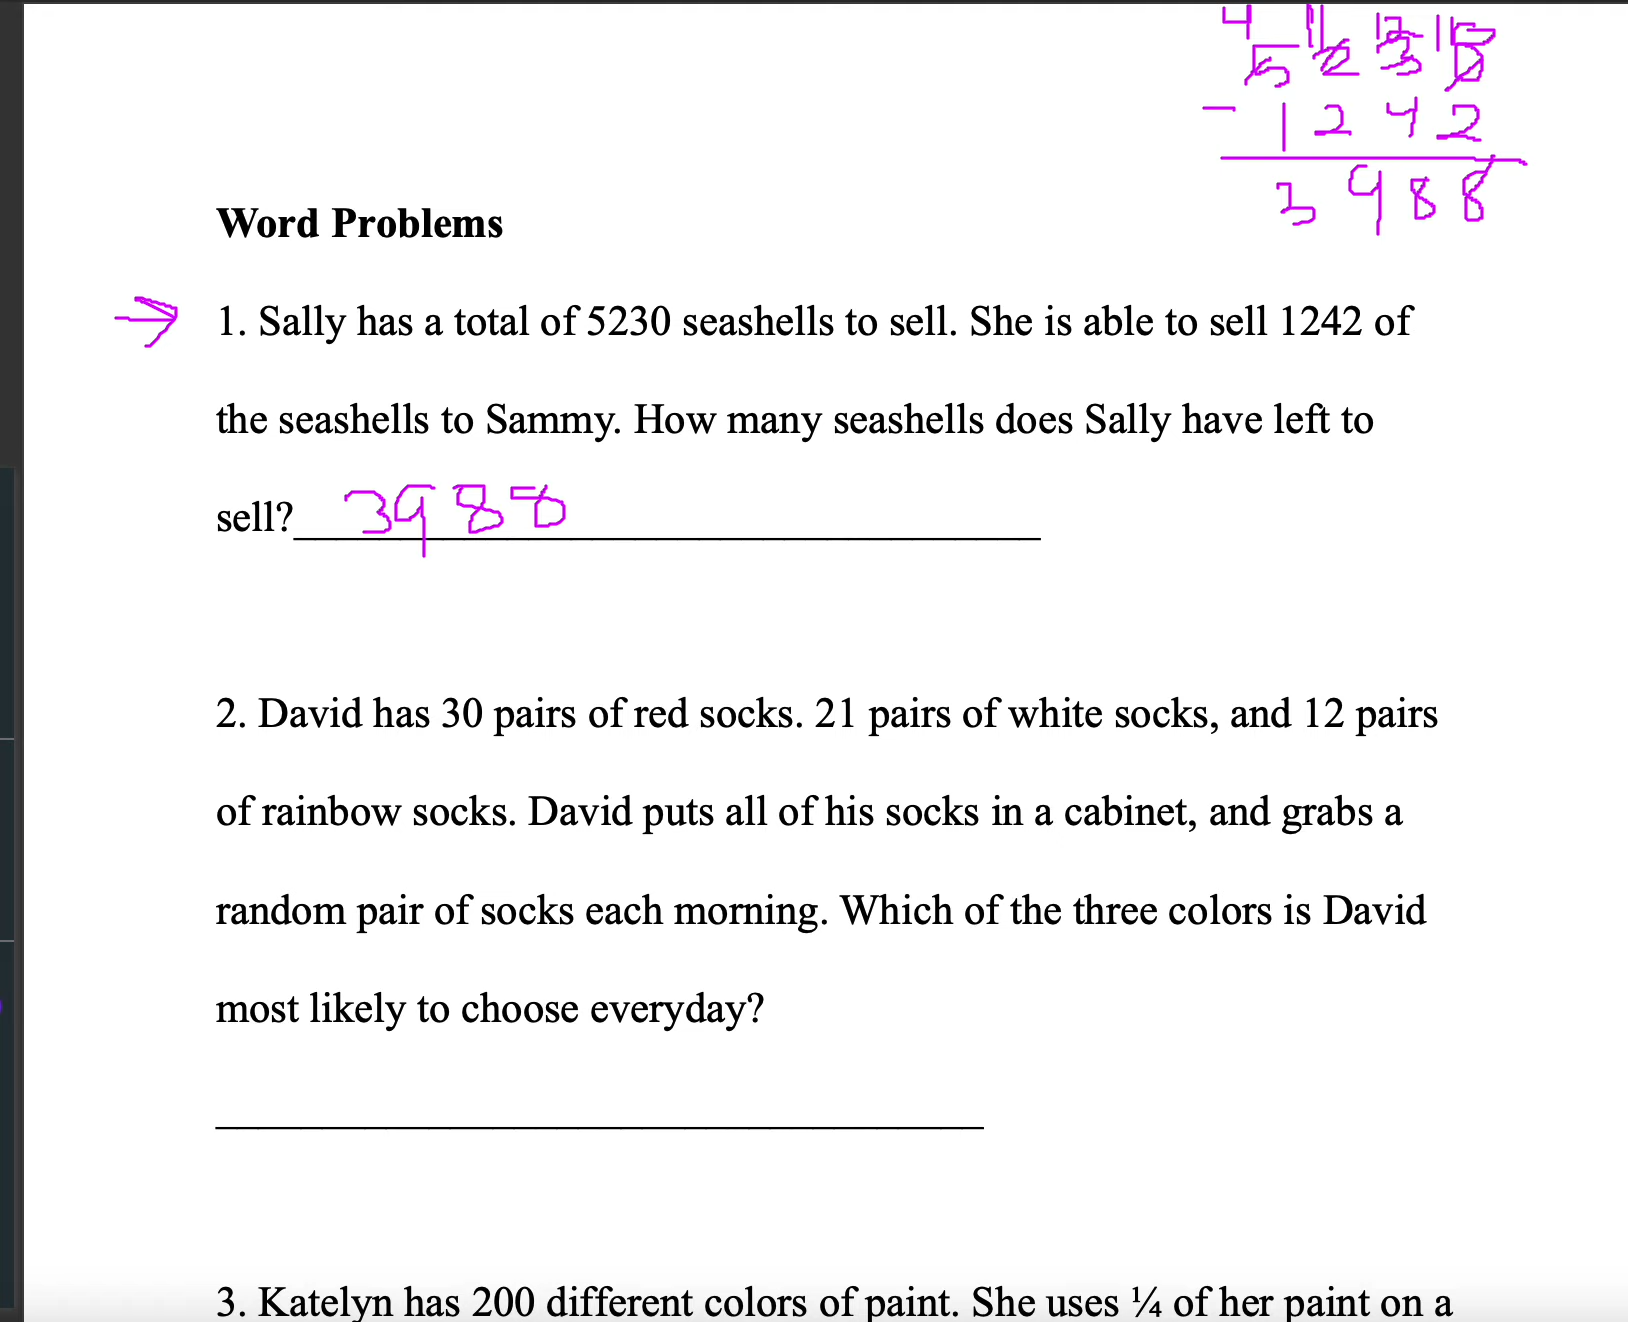 4 11 12 10
5 2 3 0
- 1 2 4 2
3 9 8 8
Word Problems
→ 1. Sally has a total of 5230 seashells to sell. She is able to sell 1242 of
the seashells to Sammy. How many seashells does Sally have left to
sell? 3988
2. David has 30 pairs of red socks. 21 pairs of white socks, and 12 pairs
of rainbow socks. David puts all of his socks in a cabinet, and grabs a
random pair of socks each morning. Which of the three colors is David
most likely to choose everyday?
3. Katelyn has 200 different colors of paint. She uses ¼ of her paint on a